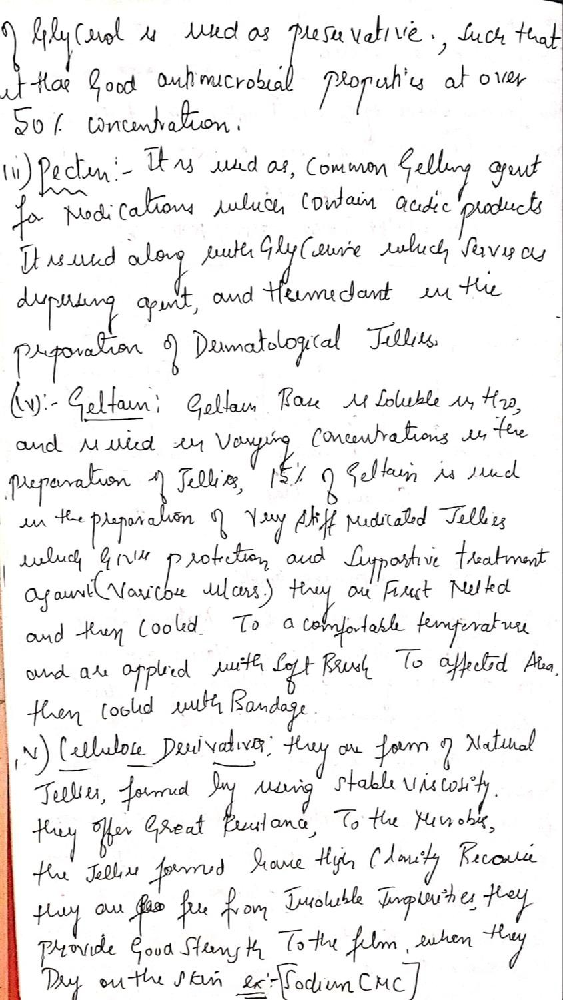 of Glycerol is used as preservative., such that
it Has Good antimicrobial properties at over
50% concentration.
iii) Pectin:- It is used as, common Gelling agent
for Medications which contain acidic products
It is used along with Glycerine which serves as
dispersing agent, and Humectant in the
preparation of Dermatological Jellies.
(iv):- Geltain; Geltain Base is soluble in H2O,
and is used in Varying concentrations in the
preparation of Jellies, 15% of Geltain is used
in the preparation of Very stiff medicated Jellies
which Gives protection and Supportive treatment
against (Varicose ulcers.) they are First Melted
and then cooled. To a comfortable temperature
and are applied with Soft Brush To affected Area,
then cooled with Bandage.
v) Cellulose Derivatives; they are form of Natural
Jellies, formed by using stable viscosity.
they offer Great Resistance, To the Microbes,
the Jellies formed have High Clarity Because
they are free from Insoluble Impurities, they
provide Good Strength To the film, when they
Dry on the skin ex:-[Sodium CMC]